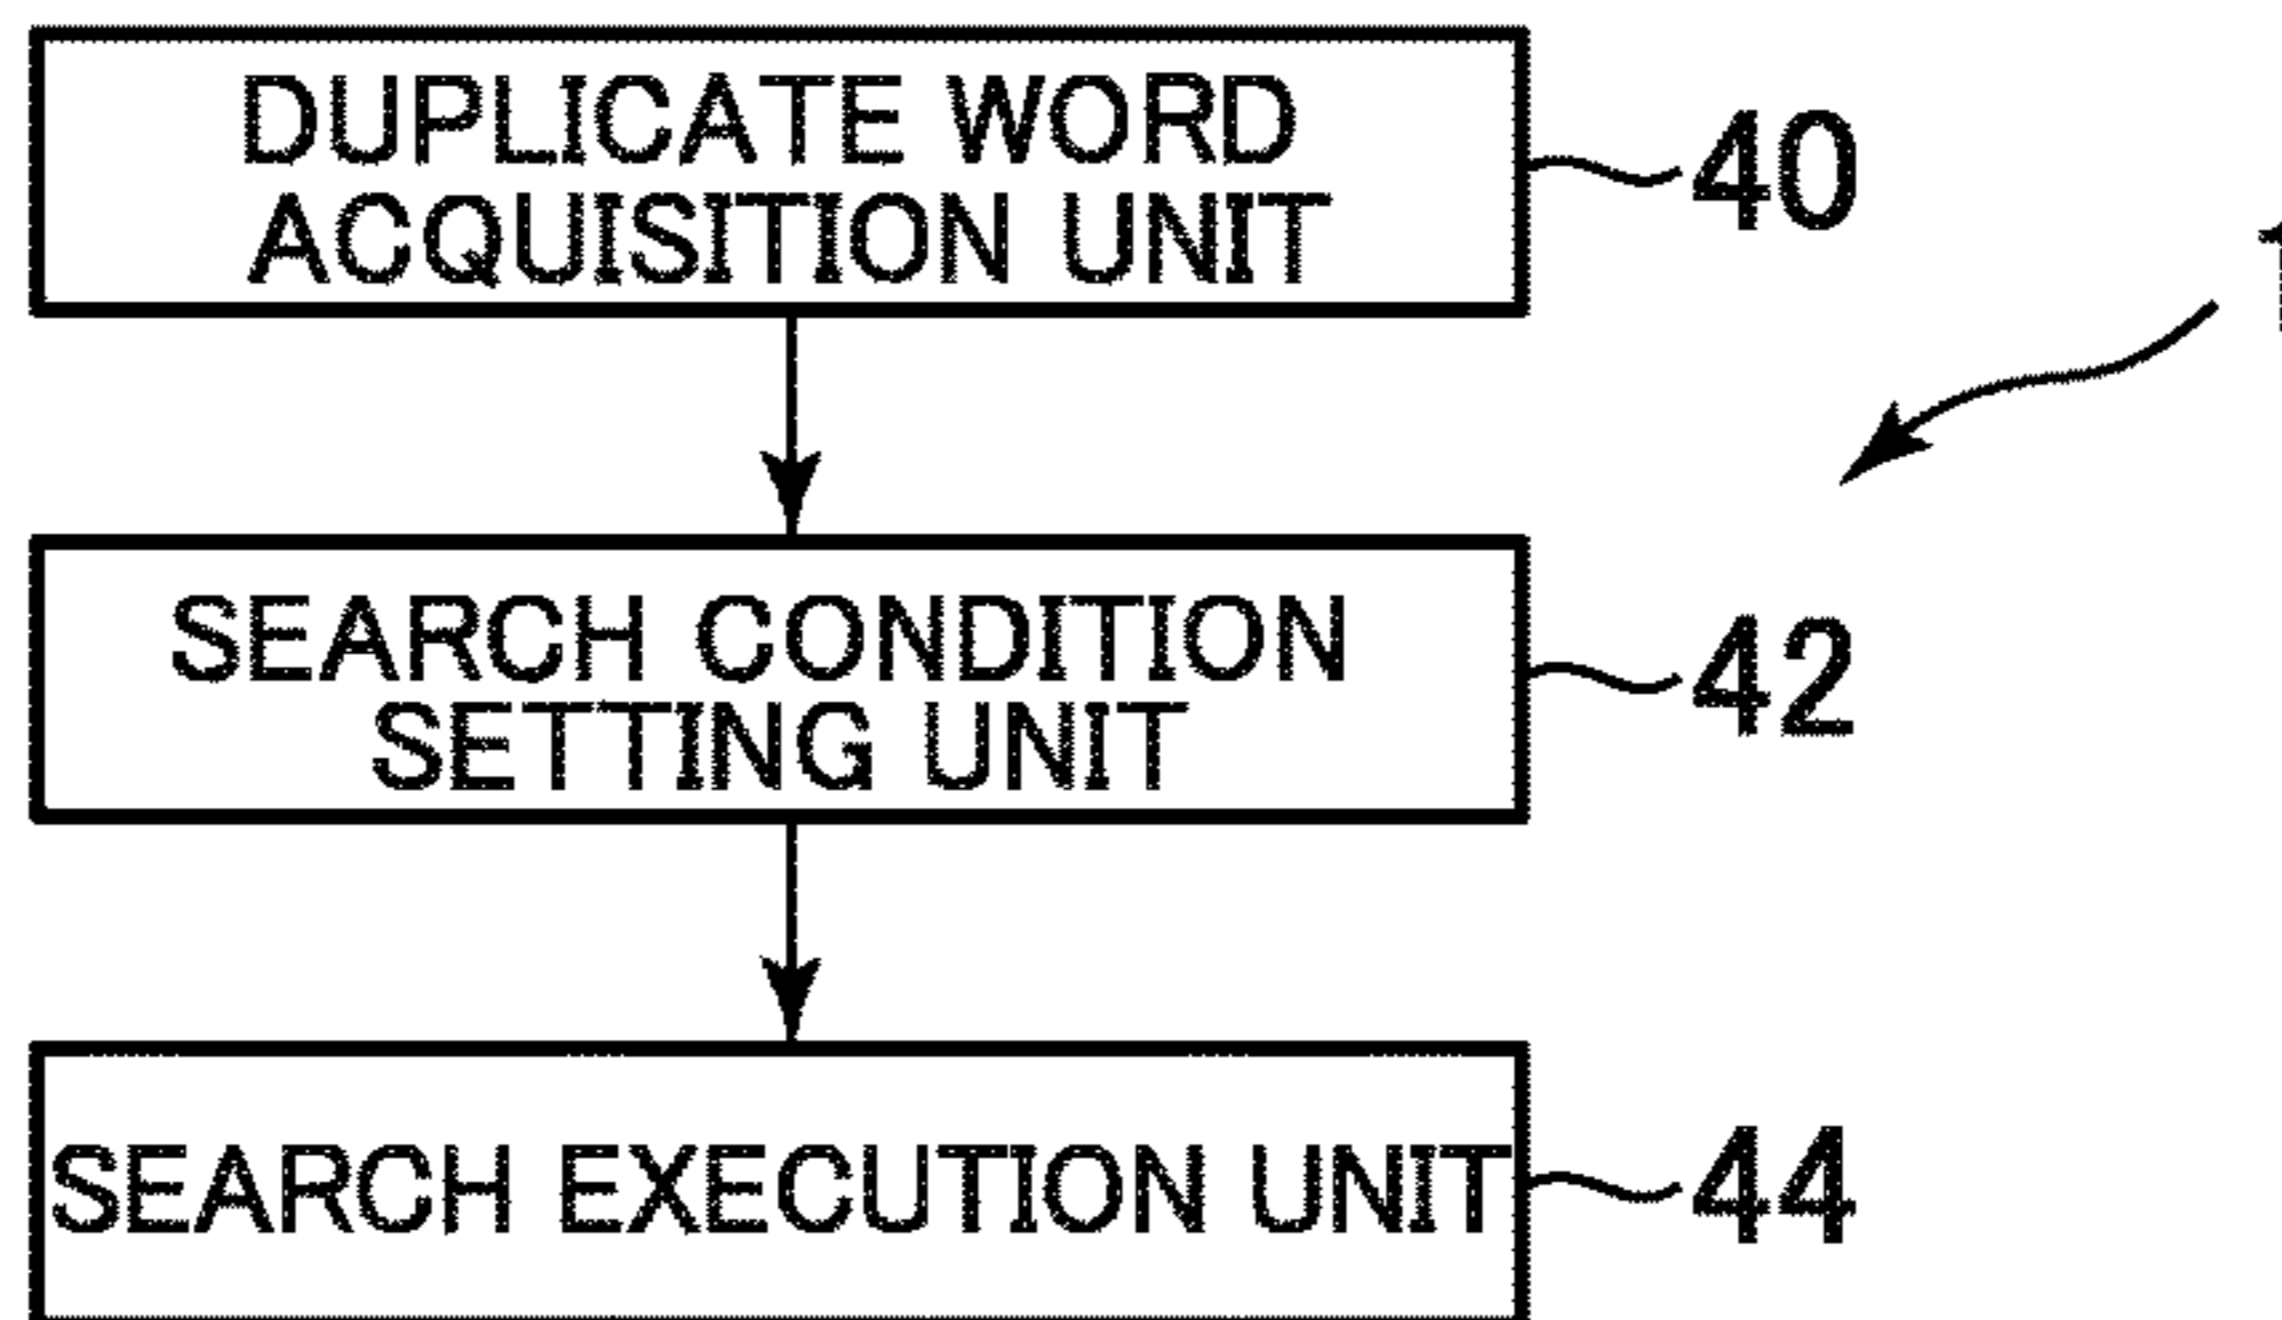 DUPLICATE WORD
ACQUISITION UNIT
40
SEARCH CONDITION
SETTING UNIT
42
SEARCH EXECUTION UNIT
44